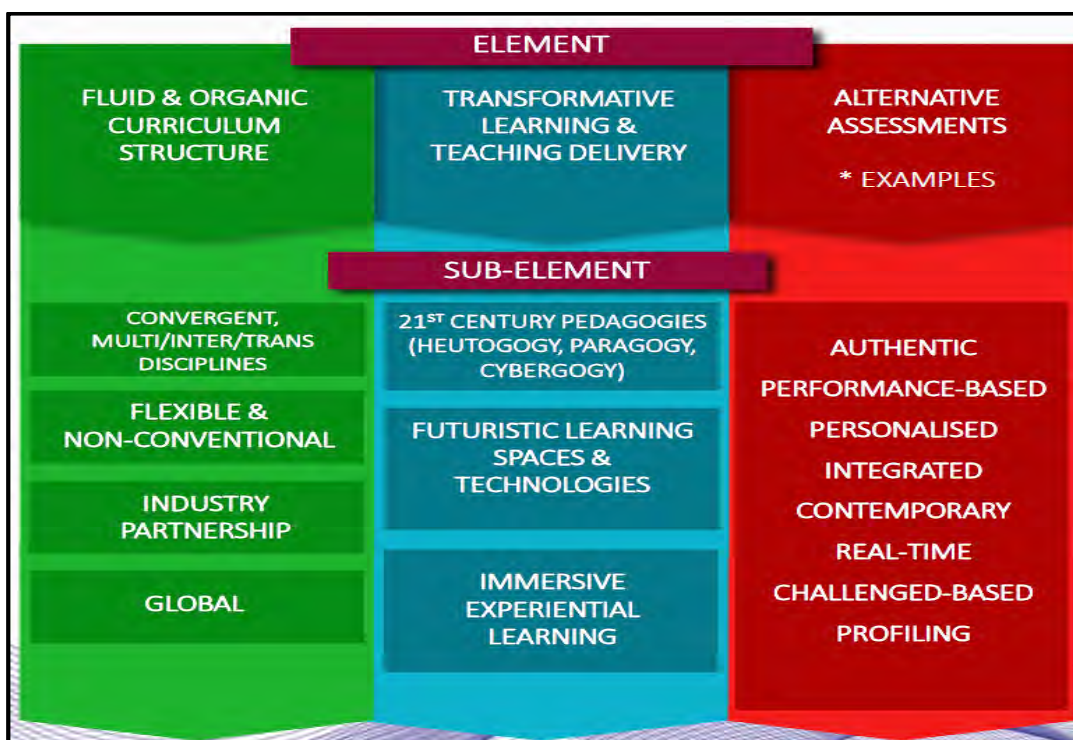 ELEMENT
FLUID & ORGANIC
CURRICULUM
STRUCTURE
TRANSFORMATIVE
LEARNING &
TEACHING DELIVERY
ALTERNATIVE
ASSESSMENTS
* EXAMPLES
SUB-ELEMENT
CONVERGENT,
MULTI/INTER/TRANS
DISCIPLINES
FLEXIBLE &
NON-CONVENTIONAL
INDUSTRY
PARTNERSHIP
GLOBAL
21ST CENTURY PEDAGOGIES
(HEUTOGOGY, PARAGOGY,
CYBERGOGY)
FUTURISTIC LEARNING
SPACES &
TECHNOLOGIES
IMMERSIVE
EXPERIENTIAL
LEARNING
AUTHENTIC
PERFORMANCE-BASED
PERSONALISED
INTEGRATED
CONTEMPORARY
REAL-TIME
CHALLENGED-BASED
PROFILING